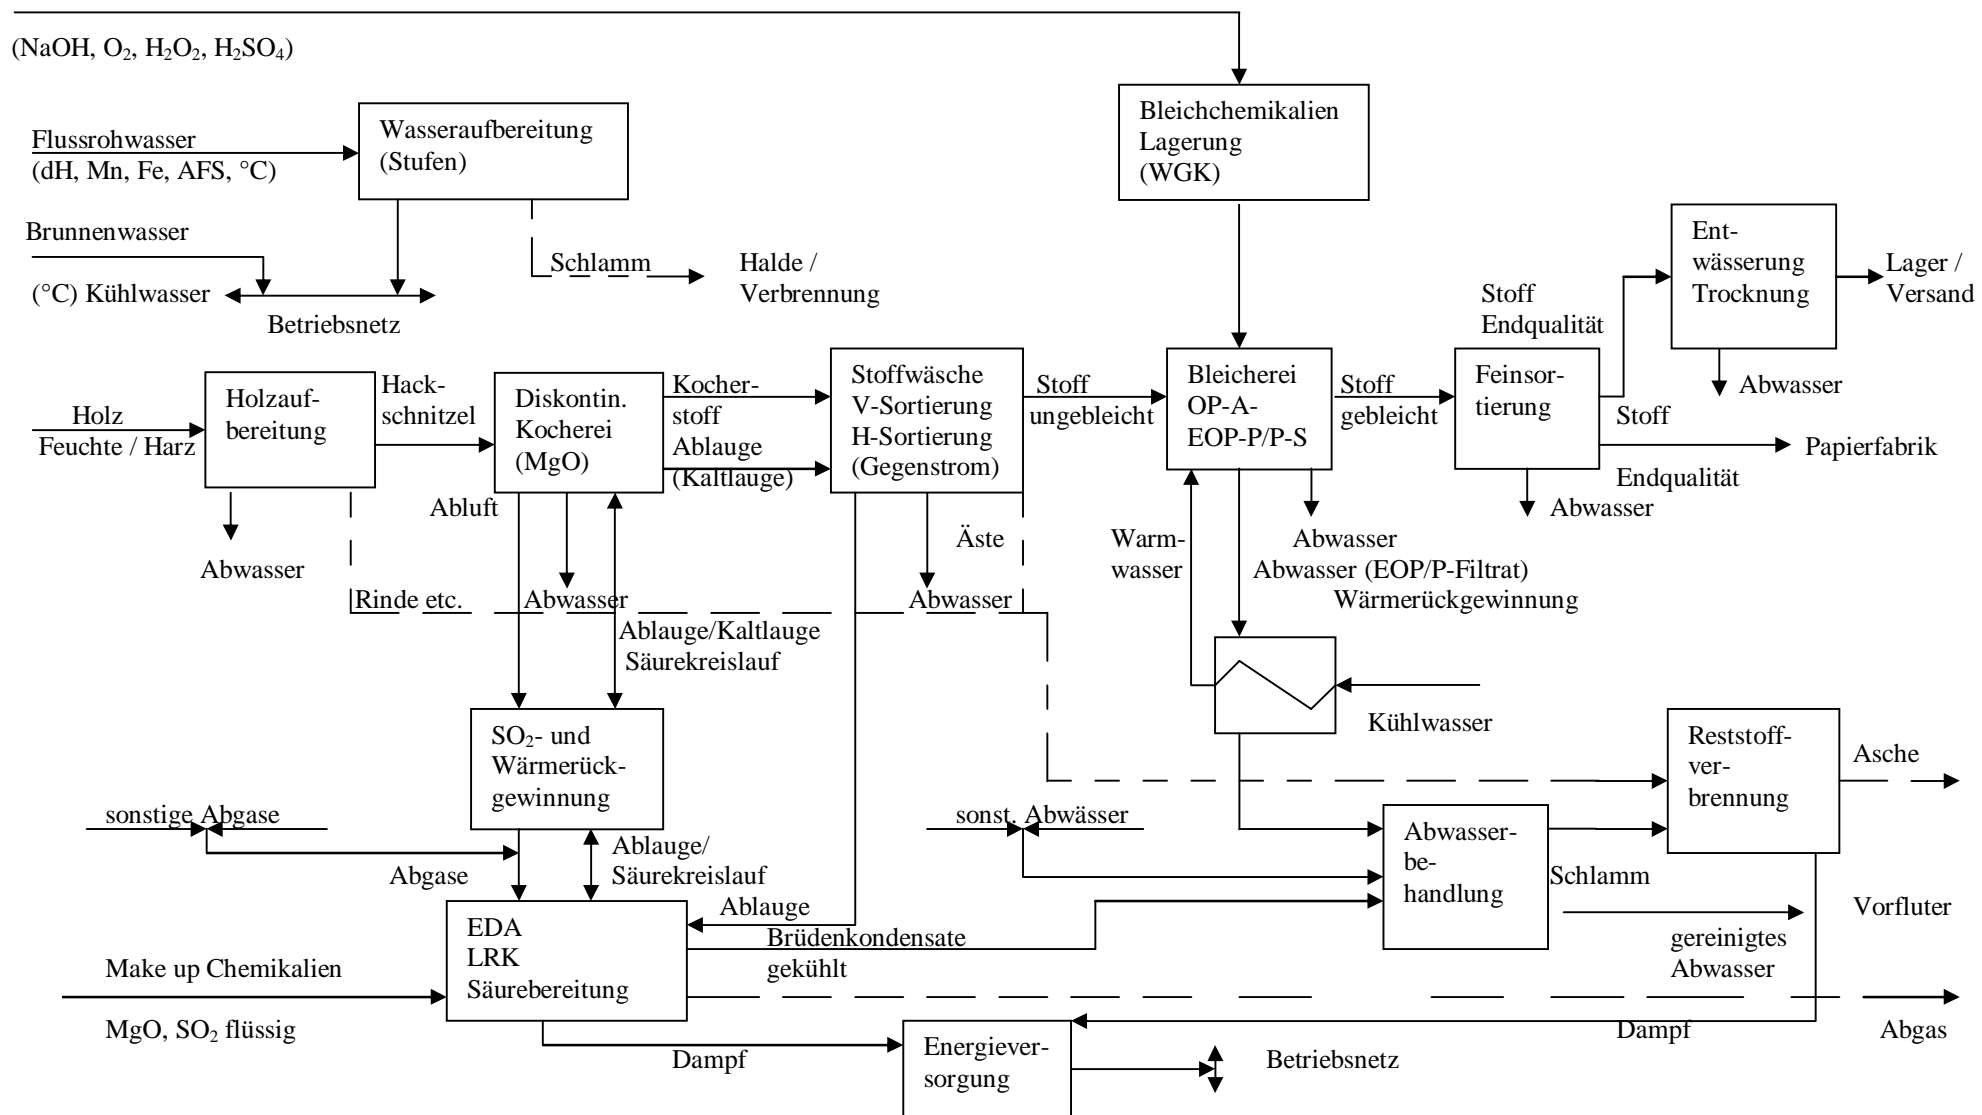 (NaOH, O₂, H₂O₂, H₂SO₄)
Bleichchemikalien
Lagerung
(WGK)
Wasseraufbereitung
(Stufen)
Flussrohwasser
(dH, Mn, Fe, AFS, °C)
Brunnenwasser
(°C) Kühlwasser
Betriebsnetz
Schlamm
Halde /
Verbrennung
Ent-
wässerung
Trocknung
Lager /
Versand
Stoff
Endqualität
Abwasser
Holz
Feuchte / Harz
Holzauf-
bereitung
Hack-
schnitzel
Diskontin.
Kocherei
(MgO)
Kocher-
stoff
Ablauge
(Kaltlauge)
Stoffwäsche
V-Sortierung
H-Sortierung
(Gegenstrom)
Stoff
ungebleicht
Bleicherei
OP-A-
EOP-P/P-S
Stoff
gebleicht
Feinsor-
tierung
Stoff
Endqualität
Papierfabrik
Abwasser
Abluft
Abwasser
Rinde etc.
Abwasser
Äste
Abwasser
Warm-
wasser
Abwasser
Abwasser (EOP/P-Filtrat)
Wärmerückgewinnung
Ablauge/Kaltlauge
Säurekreislauf
Kühlwasser
SO₂- und
Wärmerück-
gewinnung
Reststoff-
ver-
brennung
Asche
sonstige Abgase
Abgase
Ablauge/
Säurekreislauf
Ablauge
sonst. Abwässer
Abwasser-
be-
handlung
Schlamm
Vorfluter
gereinigtes
Abwasser
EDA
LRK
Säurebereitung
Brüdenkondensate
gekühlt
Make up Chemikalien
MgO, SO₂ flüssig
Dampf
Energiever-
sorgung
Betriebsnetz
Dampf
Abgas